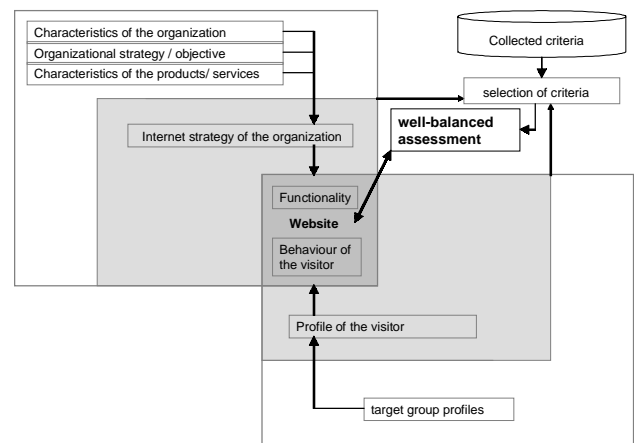 Characteristics of the organization
Organizational strategy / objective
Characteristics of the products/ services
Collected criteria
selection of criteria
well-balanced
assessment
Internet strategy of the organization
Functionality
Website
Behaviour of
the visitor
Profile of the visitor
target group profiles